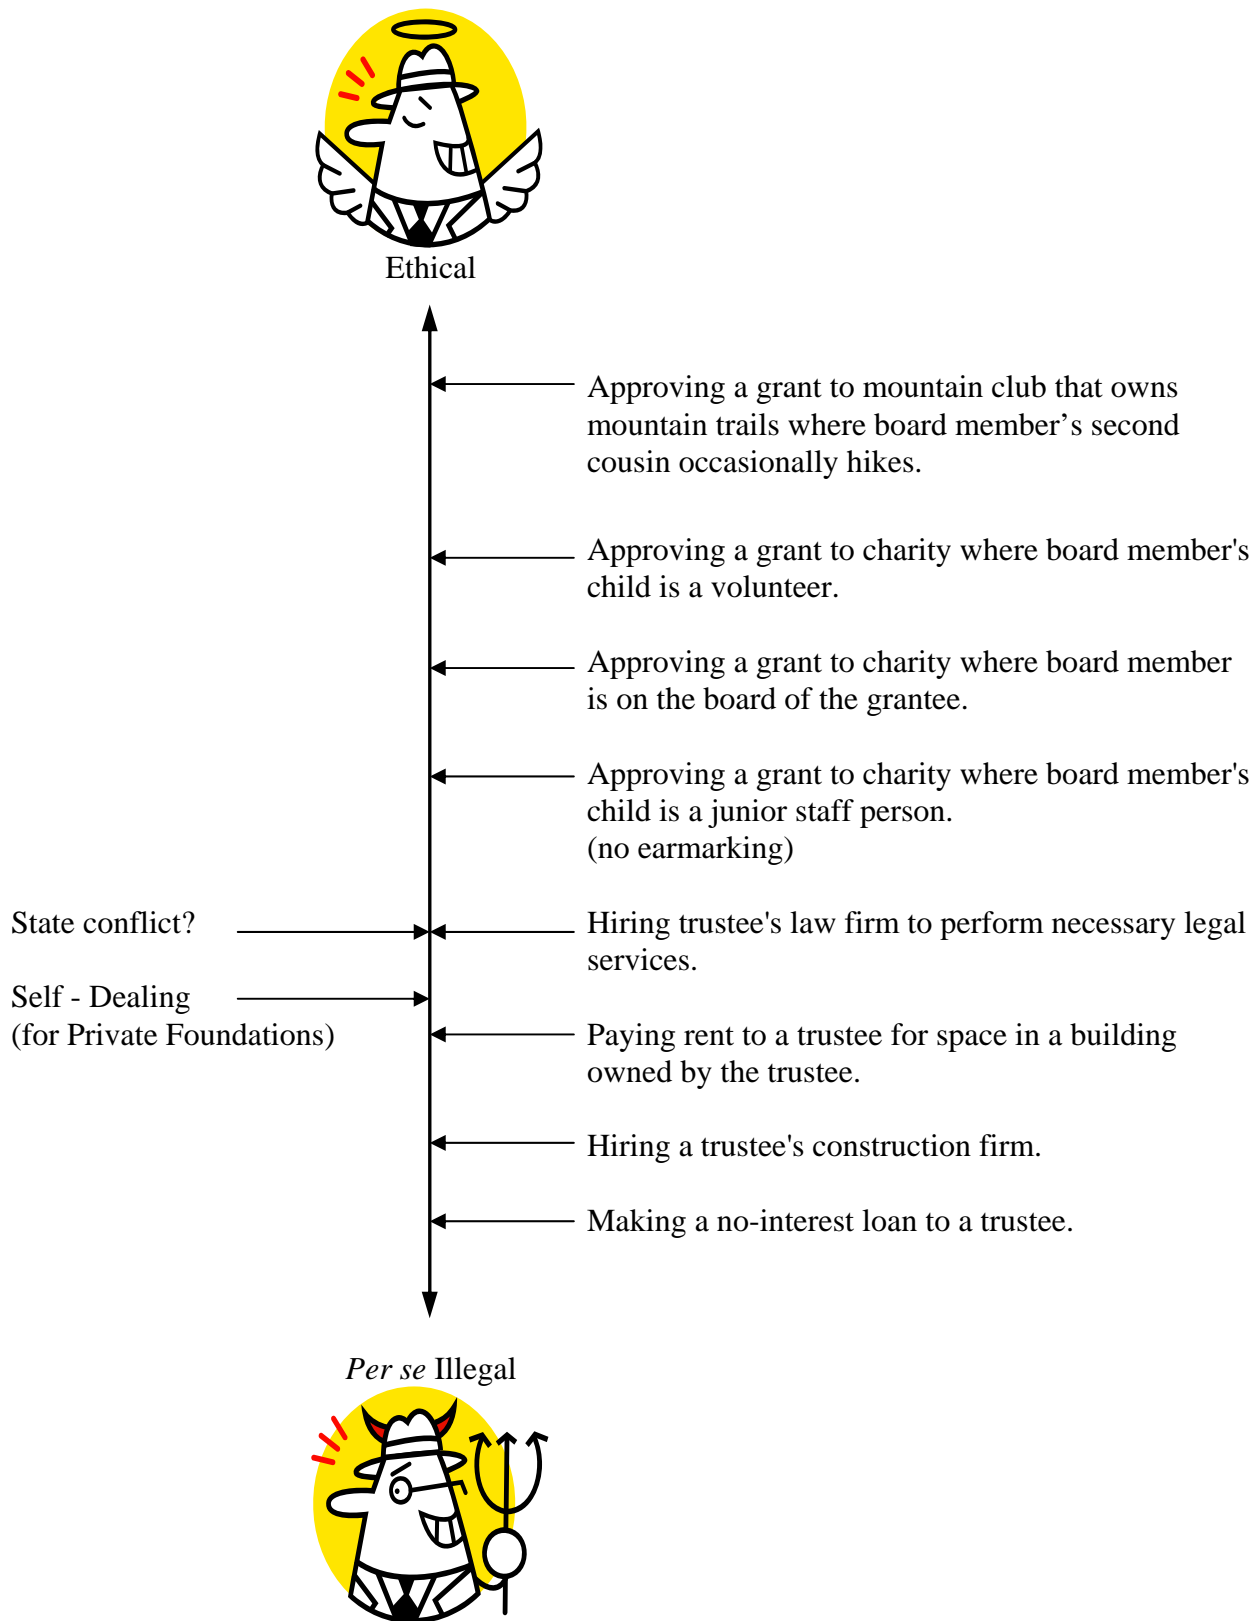 Ethical
Approving a grant to mountain club that owns
mountain trails where board member’s second
cousin occasionally hikes.
Approving a grant to charity where board member's
child is a volunteer.
Approving a grant to charity where board member
is on the board of the grantee.
Approving a grant to charity where board member's
child is a junior staff person.
(no earmarking)
State conflict?
Hiring trustee's law firm to perform necessary legal
services.
Self - Dealing
(for Private Foundations)
Paying rent to a trustee for space in a building
owned by the trustee.
Hiring a trustee's construction firm.
Making a no-interest loan to a trustee.
Per se Illegal